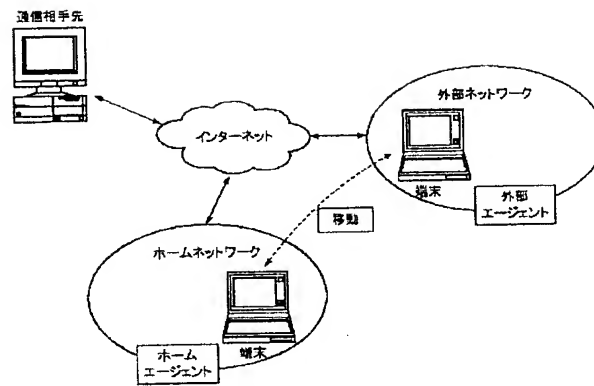 通信相手先
外部ネットワーク
インターネット
端末
外部
エージェント
移動
ホームネットワーク
端末
ホーム
エージェント